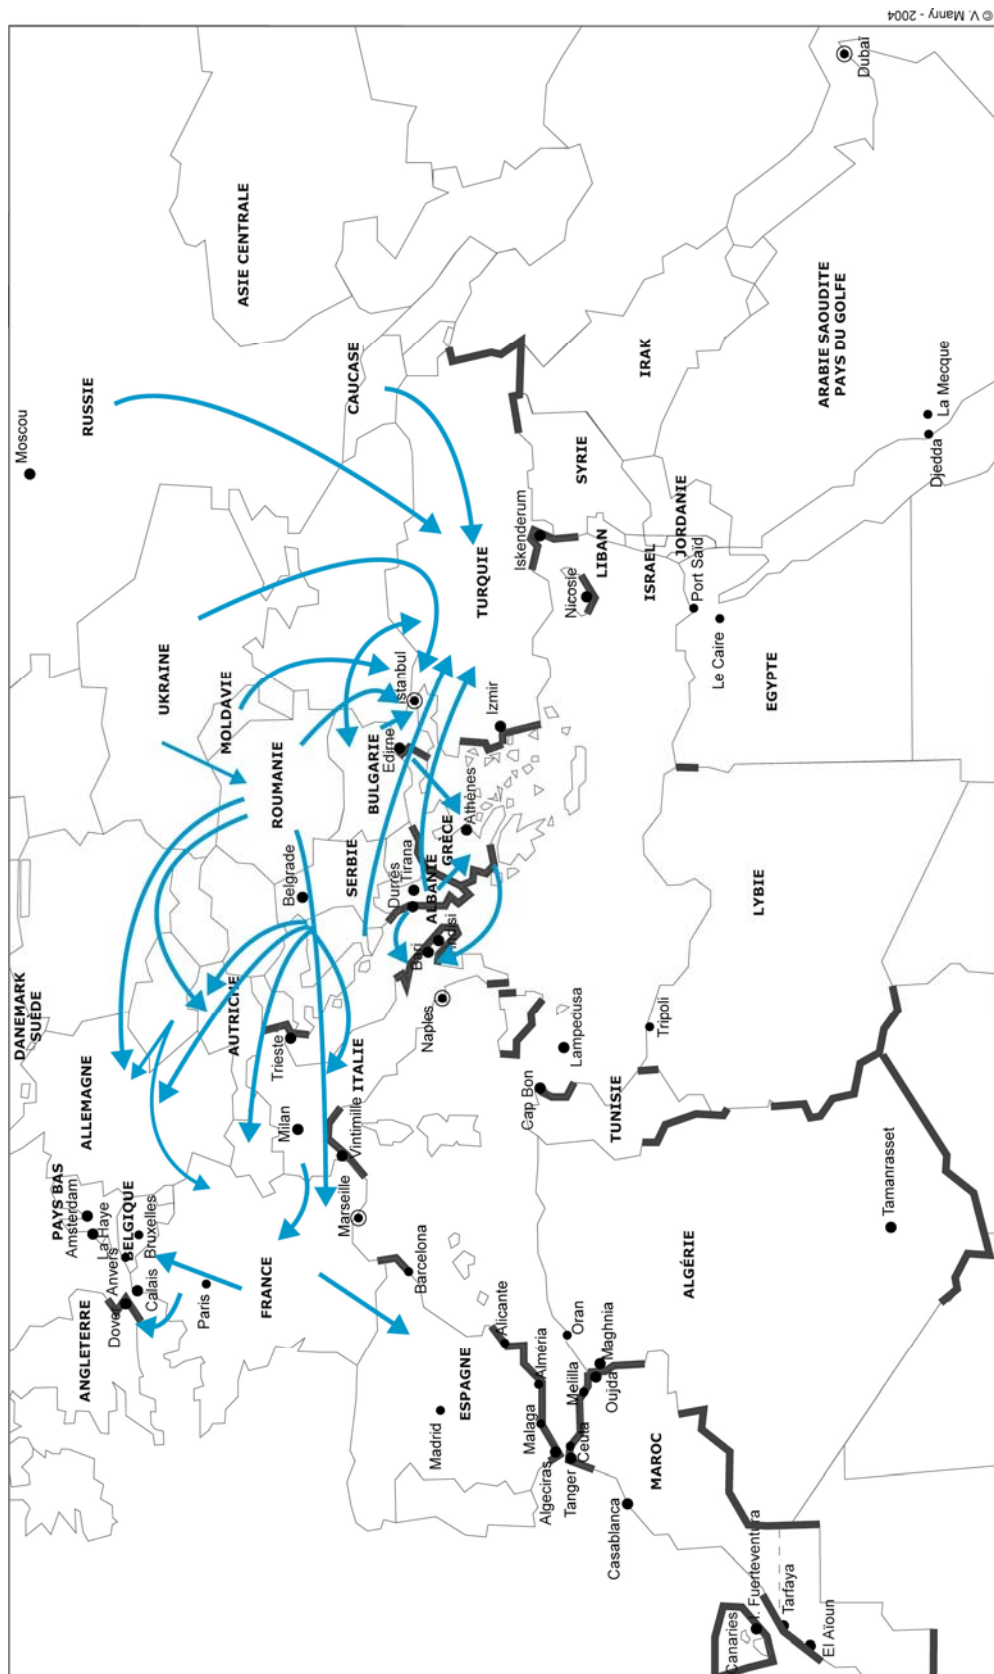 © V. Manry - 2004
Moscou
RUSSIE
ASIE CENTRALE
CAUCASE
UKRAINE
MOLDAVIE
ROUMANIE
BULGARIE
SERBIE
Belgrade
Istanbul
Edirne
TURQUIE
Izmir
Athènes
GRÈCE
Tirana
Durrës
ALBANIE
Bari
Naples
DANEMARK
SUÈDE
ALLEMAGNE
AUTRICHE
Trieste
ITALIE
Milan
Vintimille
Marseille
PAYS BAS
Amsterdam
La Haye
BELGIQUE
Anvers
Bruxelles
ANGLETERRE
Dover
Calais
Paris
FRANCE
Barcelona
ESPAGNE
Madrid
Alicante
Alméria
Malaga
Algeciras
Tanger
Ceuta
Melilla
Oujda
Maghnia
Oran
Casablanca
MAROC
Canaries
I. Fuerteventura
Tarfaya
El Aïoun
ALGÉRIE
Tamanrasset
TUNISIE
Cap Bon
Lampedusa
Tripoli
LYBIE
EGYPTE
Le Caire
Port Saïd
Nicosie
Iskenderum
LIBAN
ISRAEL
JORDANIE
SYRIE
IRAK
ARABIE SAOUDITE
PAYS DU GOLFE
La Mecque
Djedda
Dubaï